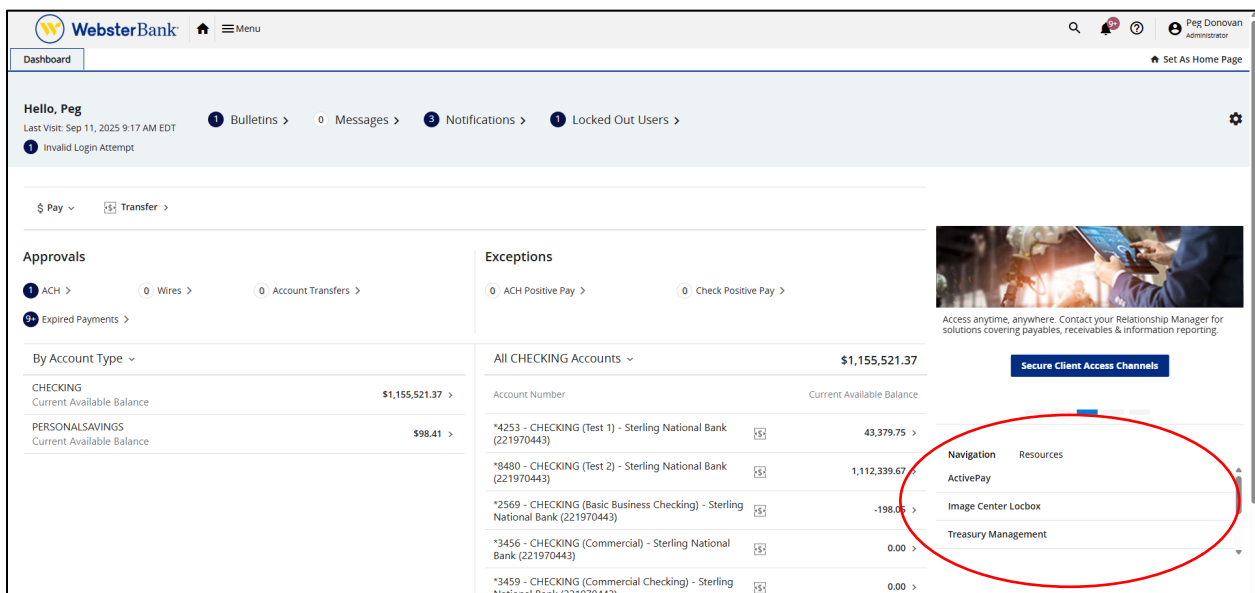 WebsterBank
Menu
9+
Peg Donovan
Administrator
Dashboard
Set As Home Page
Hello, Peg
Last Visit: Sep 11, 2025 9:17 AM EDT
1 Invalid Login Attempt
1 Bulletins >
0 Messages >
3 Notifications >
1 Locked Out Users >
$ Pay
Transfer >
Approvals
1 ACH >
0 Wires >
0 Account Transfers >
9+ Expired Payments >
Exceptions
0 ACH Positive Pay >
0 Check Positive Pay >
By Account Type
CHECKING
Current Available Balance
$1,155,521.37 >
PERSONALSAVINGS
Current Available Balance
$98.41 >
All CHECKING Accounts
$1,155,521.37
Account Number
Current Available Balance
*4253 - CHECKING (Test 1) - Sterling National Bank
(221970443)
43,379.75 >
*8480 - CHECKING (Test 2) - Sterling National Bank
(221970443)
1,112,339.67 >
*2569 - CHECKING (Basic Business Checking) - Sterling
National Bank (221970443)
-198.05 >
*3456 - CHECKING (Commercial) - Sterling National
Bank (221970443)
0.00 >
*3459 - CHECKING (Commercial Checking) - Sterling
National Bank (221970443)
0.00 >
Access anytime, anywhere. Contact your Relationship Manager for
solutions covering payables, receivables & information reporting.
Secure Client Access Channels
Navigation
Resources
ActivePay
Image Center Locbox
Treasury Management